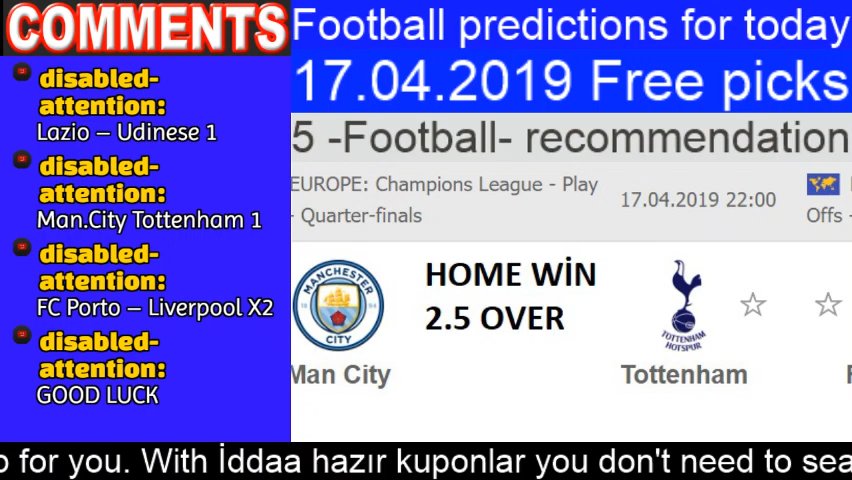 COMMENTS
disabled-
attention:
Lazio – Udinese 1
disabled-
attention:
Man.City Tottenham 1
disabled-
attention:
FC Porto – Liverpool X2
disabled-
attention:
GOOD LUCK
Football predictions for today
17.04.2019 Free picks
5 -Football- recommendation
EUROPE: Champions League - Play
- Quarter-finals
17.04.2019 22:00
Offs -
MANCHESTER
18 94
CITY
HOME WİN
2.5 OVER
TOTTENHAM
HOTSPUR
Man City
Tottenham
for you. With İddaa hazır kuponlar you don't need to sea